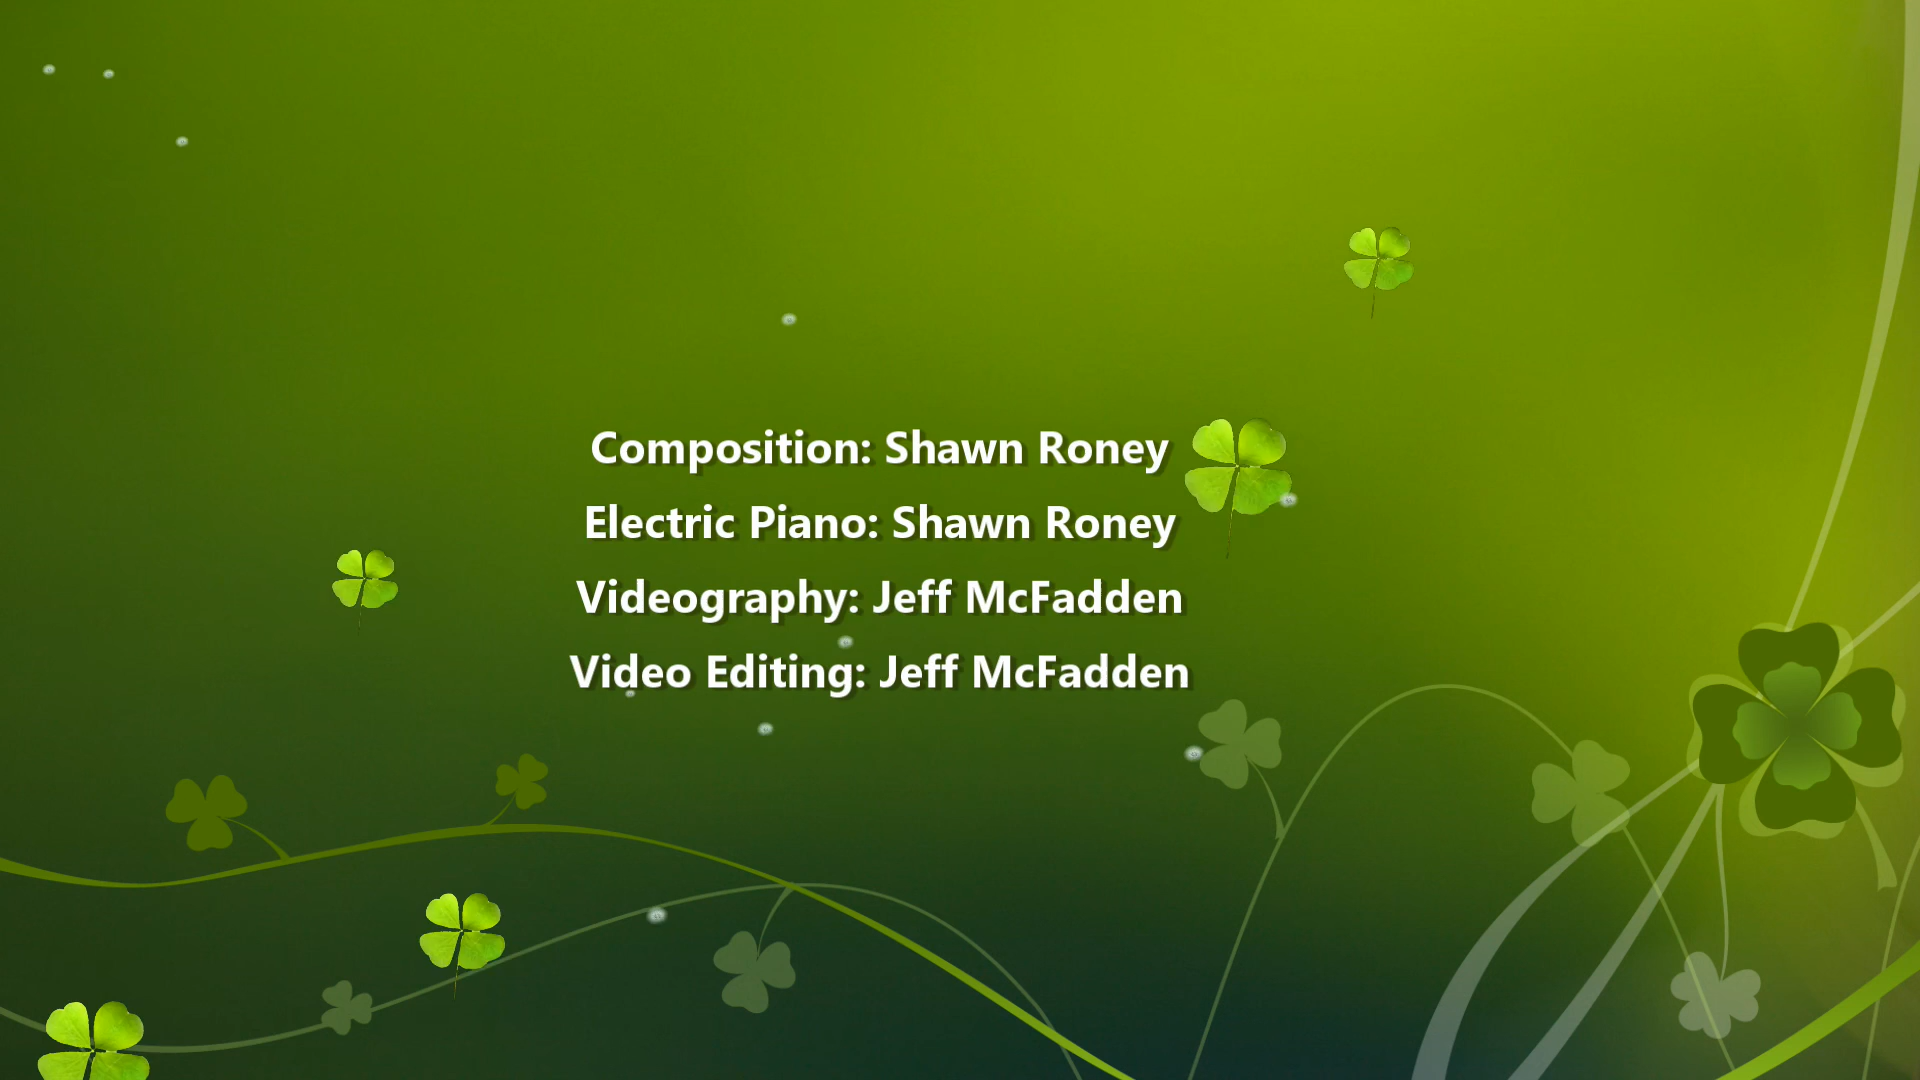 Composition: Shawn Roney
Electric Piano: Shawn Roney
Videography: Jeff McFadden
Video Editing: Jeff McFadden